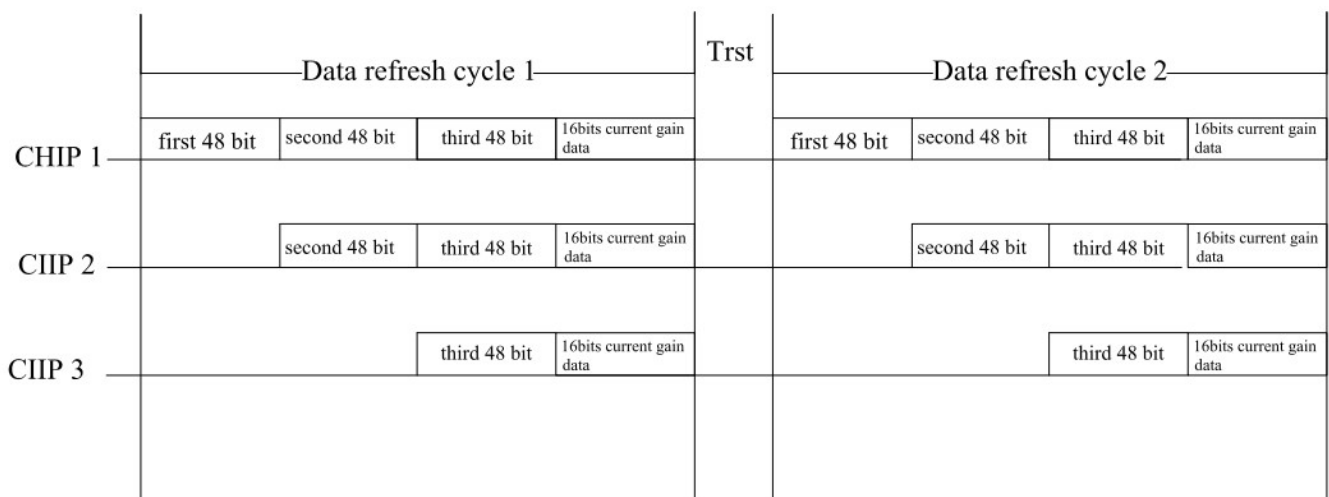 Trst
Data refresh cycle 1
Data refresh cycle 2
CHIP 1
first 48 bit
second 48 bit
third 48 bit
16bits current gain
data
first 48 bit
second 48 bit
third 48 bit
16bits current gain
data
CIIP 2
second 48 bit
third 48 bit
16bits current gain
data
second 48 bit
third 48 bit
16bits current gain
data
CIIP 3
third 48 bit
16bits current gain
data
third 48 bit
16bits current gain
data